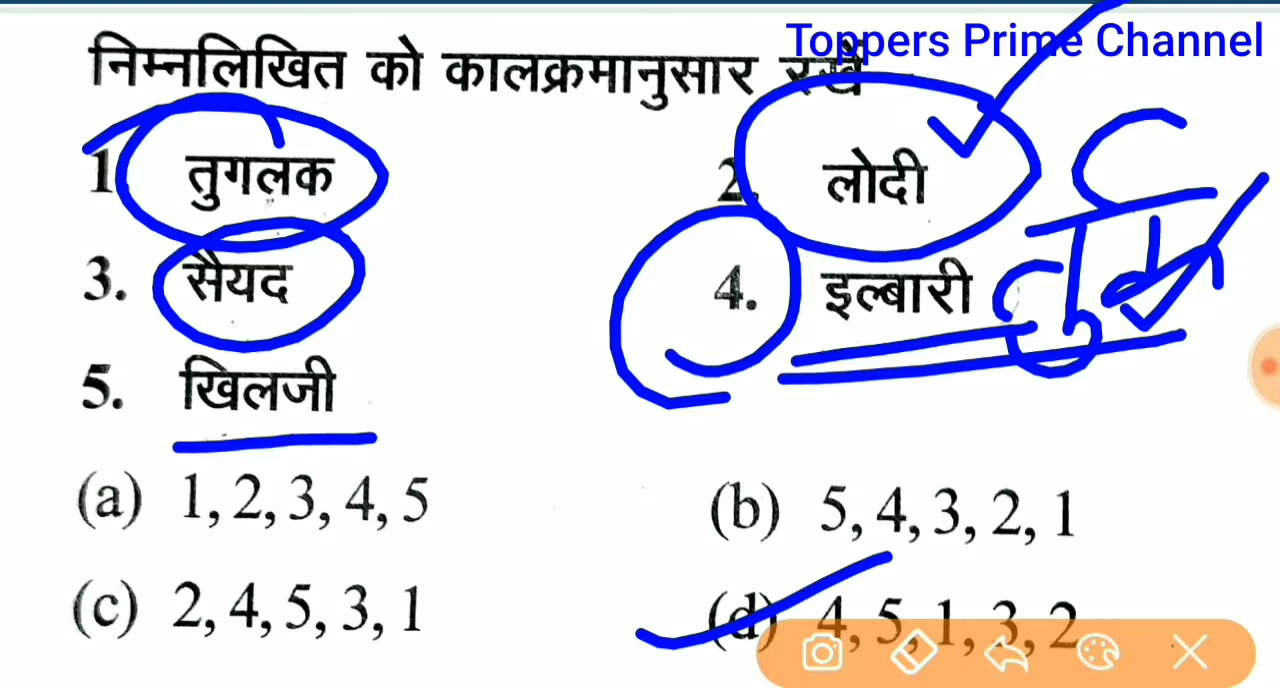 Toppers Prime Channel
निम्नलिखित को कालक्रमानुसार रखें
1 तुगलक 2. लोदी
3. सैयद 4. इल्बारी तुर्क
5. खिलजी
(a) 1, 2, 3, 4, 5 (b) 5, 4, 3, 2, 1
(c) 2, 4, 5, 3, 1 (d) 4, 5, 1, 3, 2